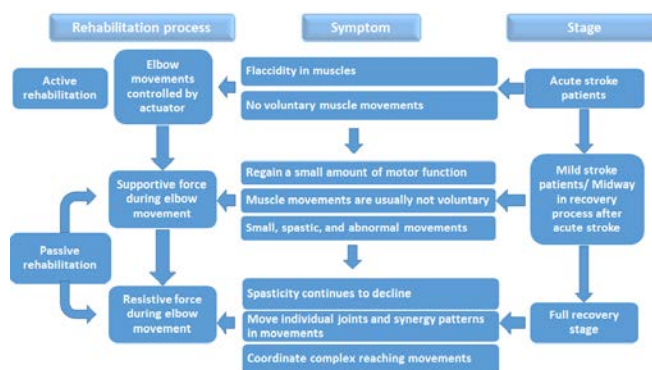 Rehabilitation process
Symptom
Stage
Active
rehabilitation
Elbow
movements
controlled by
actuator
Flaccidity in muscles
No voluntary muscle movements
Acute stroke
patients
Passive
rehabilitation
Supportive force
during elbow
movement
Regain a small amount of motor function
Muscle movements are usually not voluntary
Small, spastic, and abnormal movements
Mild stroke
patients/ Midway
in recovery
process after
acute stroke
Resistive force
during elbow
movement
Spasticity continues to decline
Move individual joints and synergy patterns
in movements
Coordinate complex reaching movements
Full recovery
stage